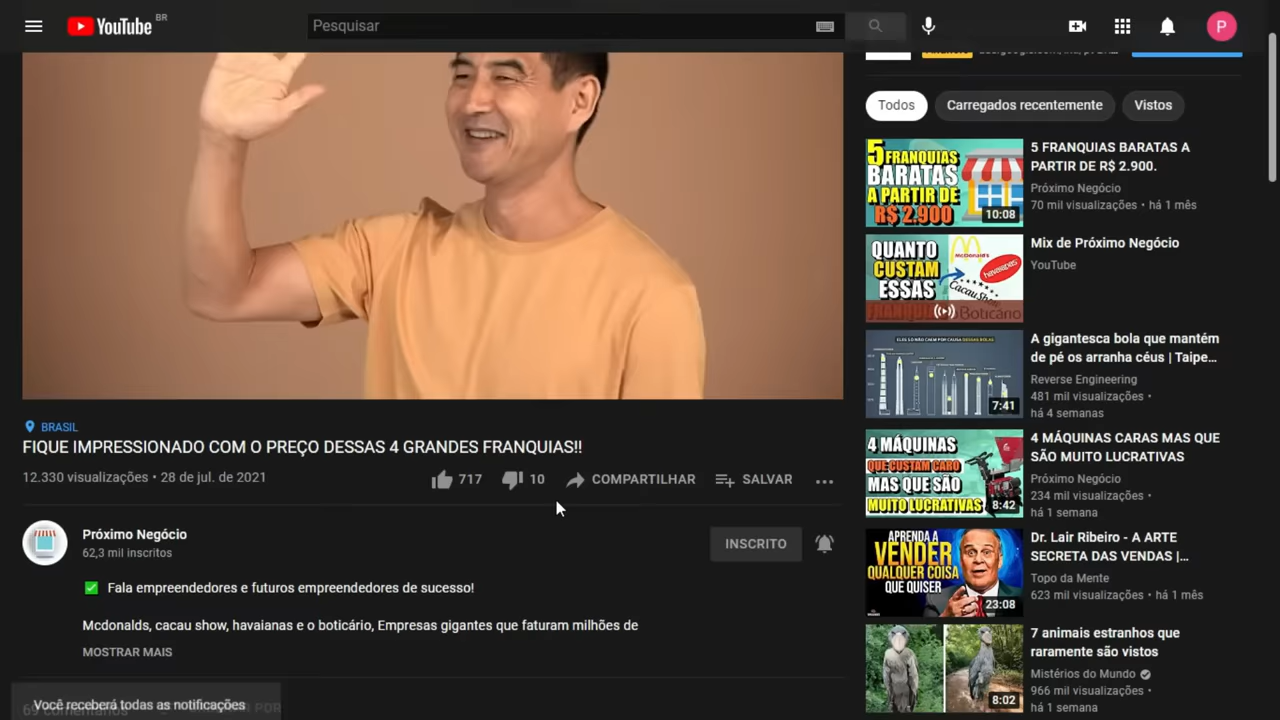 YouTube
BR
Pesquisar
P
Todos
Carregados recentemente
Vistos
FIQUE IMPRESSIONADO COM O PREÇO DESSAS 4 GRANDES FRANQUIAS!!
BRASIL
12.330 visualizações • 28 de jul. de 2021
717
10
COMPARTILHAR
SALVAR
Próximo Negócio
62,3 mil inscritos
INSCRITO
Fala empreendedores e futuros empreendedores de sucesso!
Mcdonalds, cacau show, havaianas e o boticário, Empresas gigantes que faturam milhões de
MOSTRAR MAIS
Você receberá todas as notificações
5 FRANQUIAS
BARATAS
A PARTIR DE
R$ 2.900
10:08
5 FRANQUIAS BARATAS A
PARTIR DE R$ 2.900.
Próximo Negócio
70 mil visualizações • há 1 mês
QUANTO
CUSTAM
ESSAS
FRANQUIAS
McDonald's
havaianas
Cacau Show
Boticário
Mix de Próximo Negócio
YouTube
7:41
A gigantesca bola que mantém
de pé os arranha céus | Taipe...
Reverse Engineering
481 mil visualizações •
há 4 semanas
4 MÁQUINAS
QUE CUSTAM CARO
MAS QUE SÃO
MUITO LUCRATIVAS
8:42
4 MÁQUINAS CARAS MAS QUE
SÃO MUITO LUCRATIVAS
Próximo Negócio
234 mil visualizações •
há 1 semana
APRENDA A
VENDER
QUALQUER COISA
QUE QUISER
23:08
Dr. Lair Ribeiro - A ARTE
SECRETA DAS VENDAS |...
Topo da Mente
623 mil visualizações • há 1 mês
8:02
7 animais estranhos que
raramente são vistos
Mistérios do Mundo
966 mil visualizações •
há 1 semana